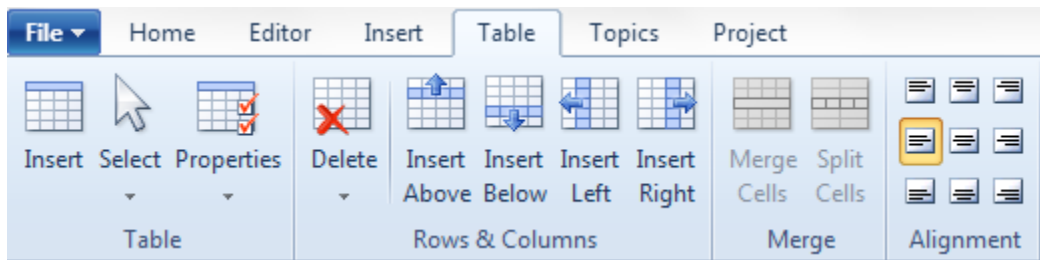 File Home Editor Insert Table Topics Project
Insert Select Properties Delete Insert Insert Insert Insert Merge Split
Above Below Left Right Cells Cells
Table Rows & Columns Merge Alignment